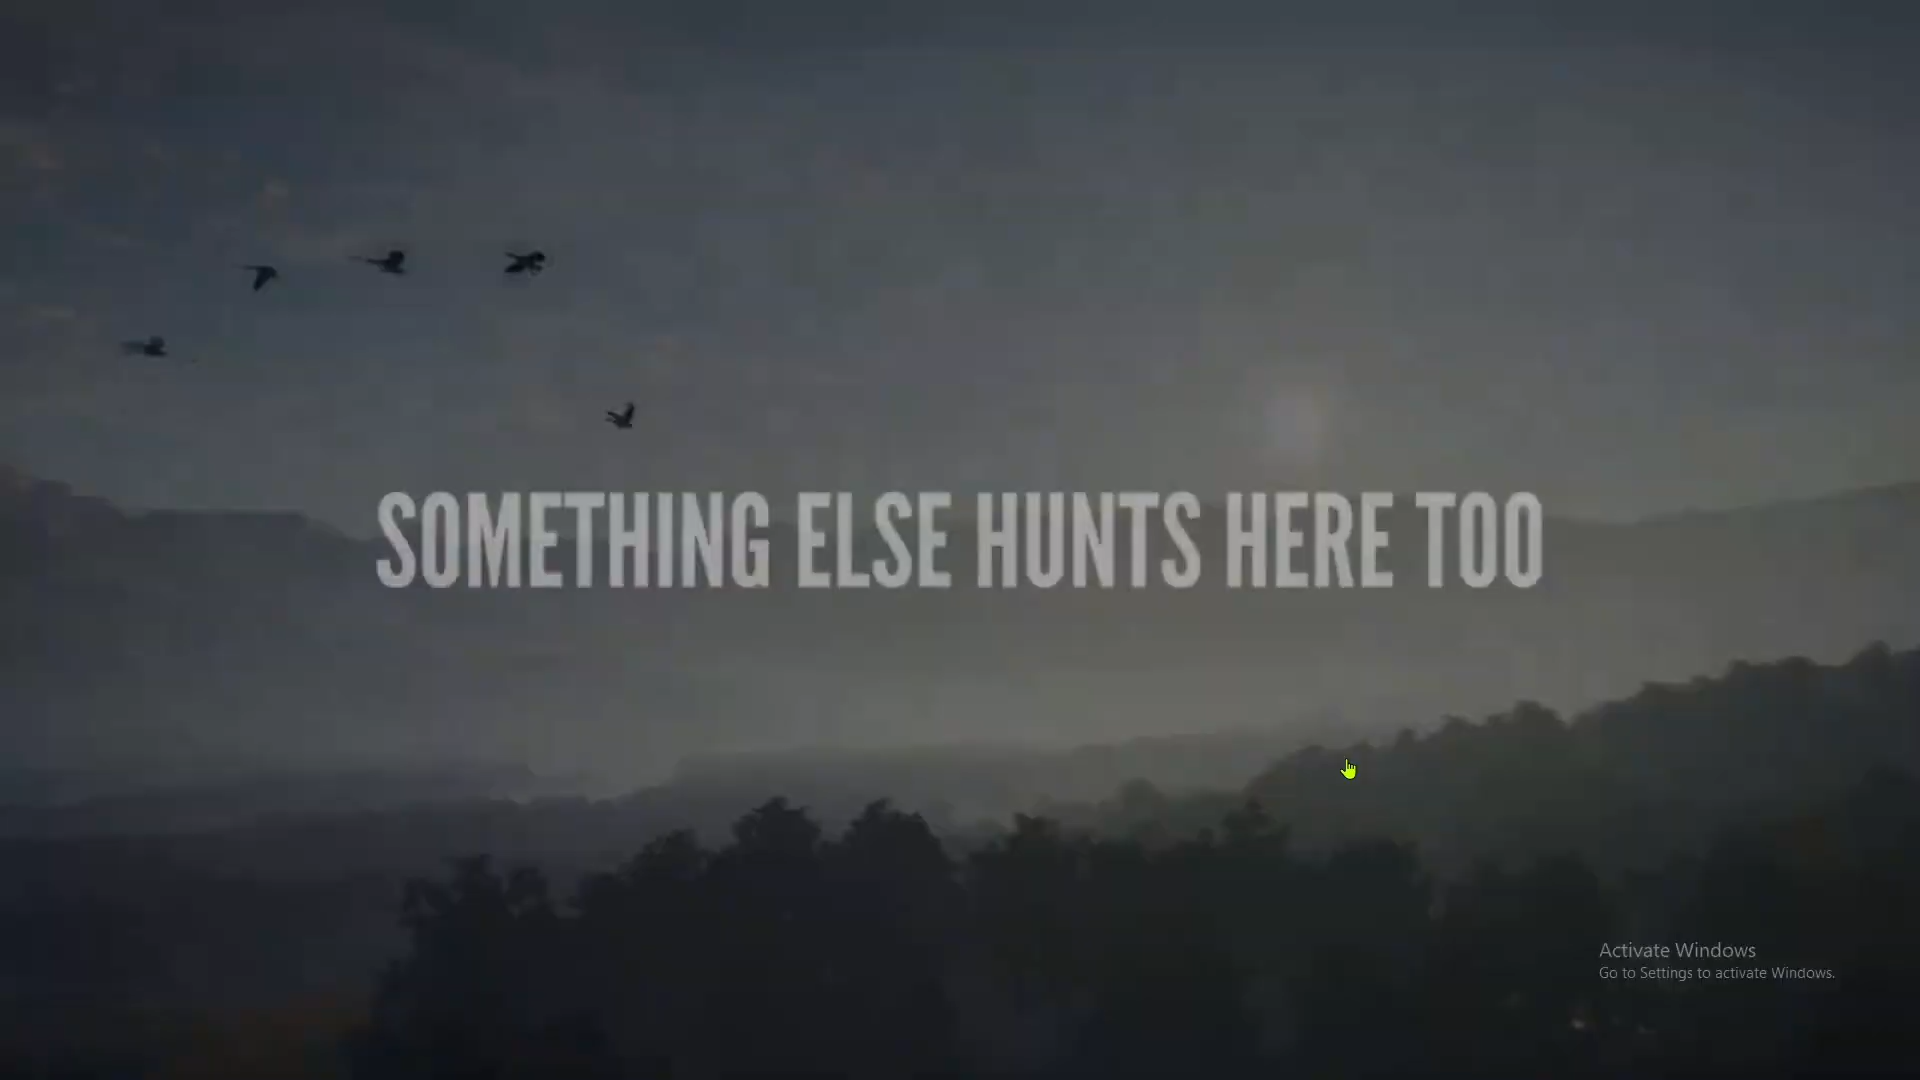 SOMETHING ELSE HUNTS HERE TOO
Activate Windows
Go to Settings to activate Windows.